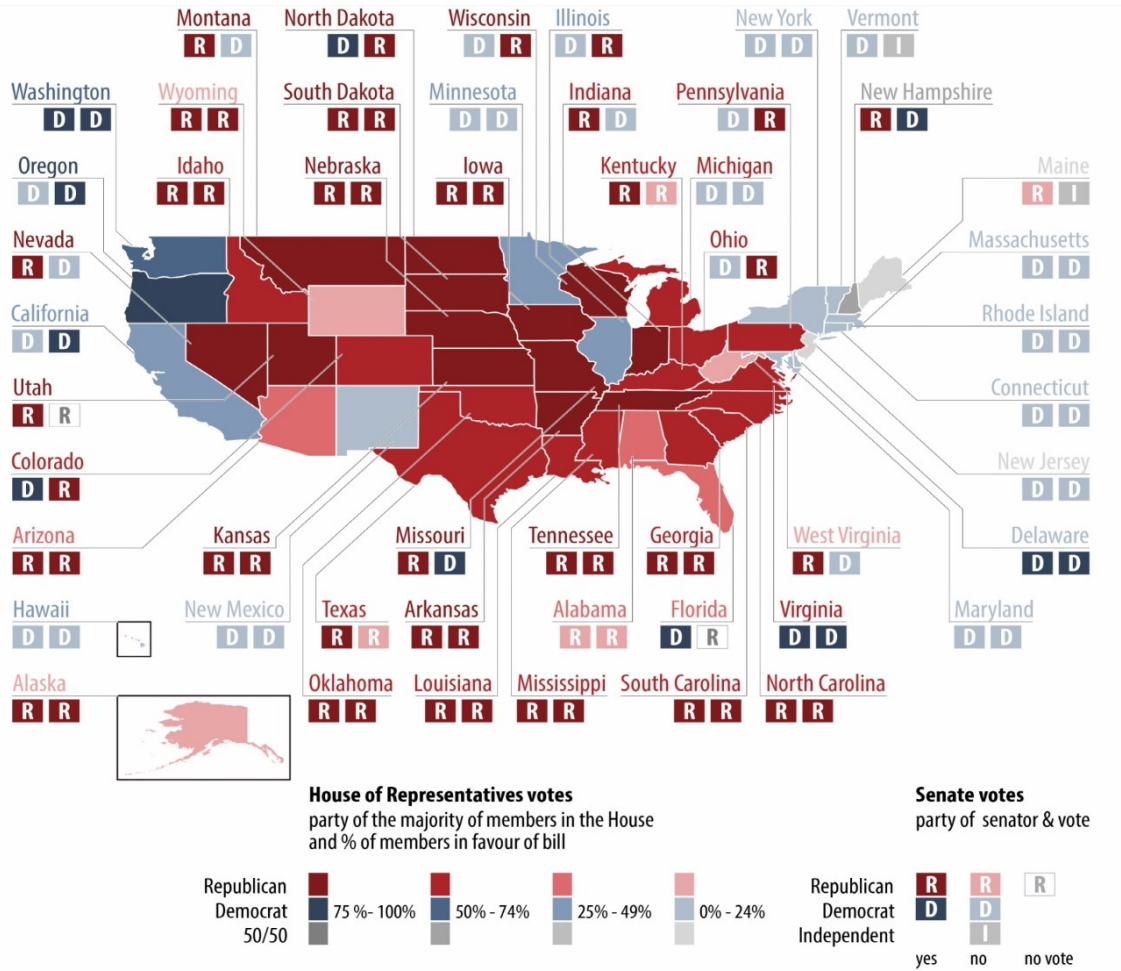 Montana
R D
North Dakota
D R
Wisconsin
D R
Illinois
D R
New York
D D
Vermont
D I
Washington
D D
Wyoming
R R
South Dakota
R R
Minnesota
D D
Indiana
R D
Pennsylvania
D R
New Hampshire
R D
Oregon
D D
Idaho
R R
Nebraska
R R
Iowa
R R
Kentucky
R R
Michigan
D D
Maine
R I
Nevada
R D
Ohio
D R
Massachusetts
D D
California
D D
Rhode Island
D D
Utah
R R
Connecticut
D D
Colorado
D R
New Jersey
D D
Arizona
R R
Kansas
R R
Missouri
R D
Tennessee
R R
Georgia
R R
West Virginia
R D
Delaware
D D
Hawaii
D D
New Mexico
D D
Texas
R R
Arkansas
R R
Alabama
R R
Florida
D R
Virginia
D D
Maryland
D D
Alaska
R R
Oklahoma
R R
Louisiana
R R
Mississippi
R R
South Carolina
R R
North Carolina
R R
House of Representatives votes
party of the majority of members in the House
and % of members in favour of bill
Republican
Democrat
50/50
75 %- 100%
50% - 74%
25% - 49%
0% - 24%
Senate votes
party of senator & vote
Republican R R R
Democrat D D
Independent I
yes no no vote